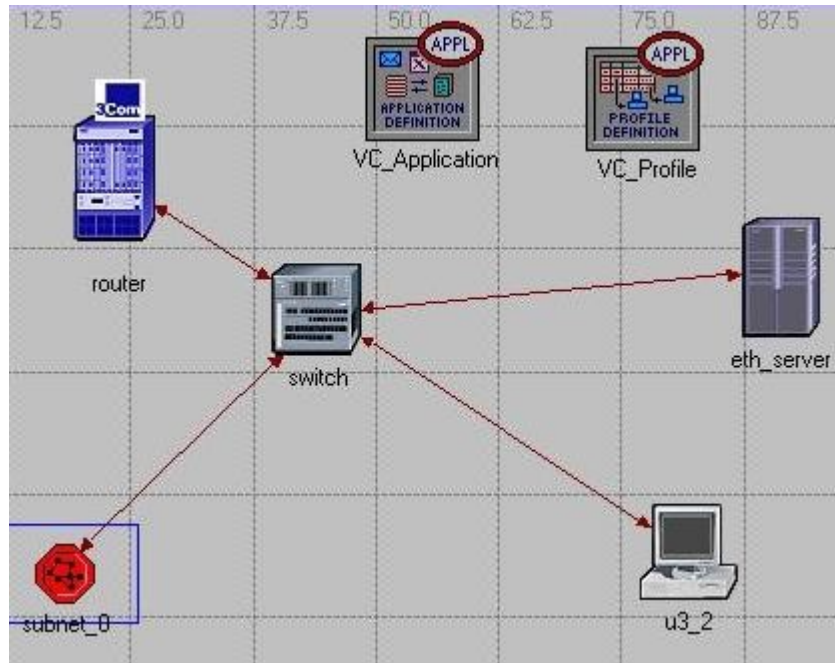 12.5 25.0 37.5 50.0 62.5 75.0 87.5
APPL
APPLICATION
DEFINITION
VC_Application
APPL
PROFILE
DEFINITION
VC_Profile
3Com
router
switch
eth_server
subnet_0
u3_2